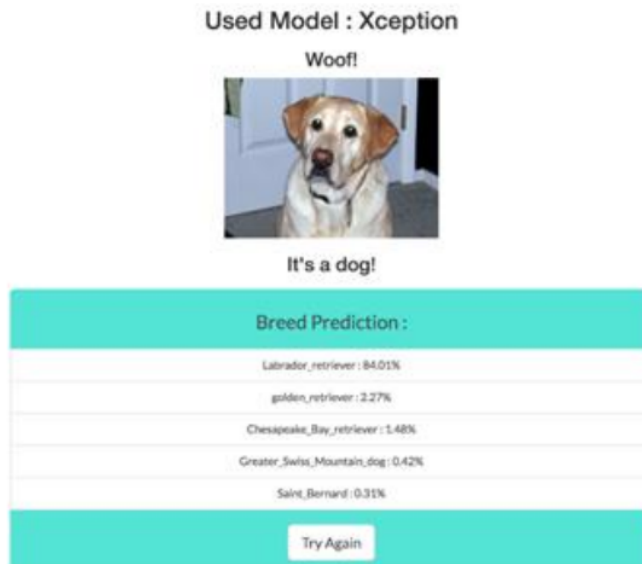 Used Model : Xception
Woof!
It's a dog!
Breed Prediction :
Labrador_retriever : 84.01%
golden_retriever : 2.27%
Chesapeake_Bay_retriever : 1.48%
Greater_Swiss_Mountain_dog : 0.42%
Saint_Bernard : 0.31%
Try Again